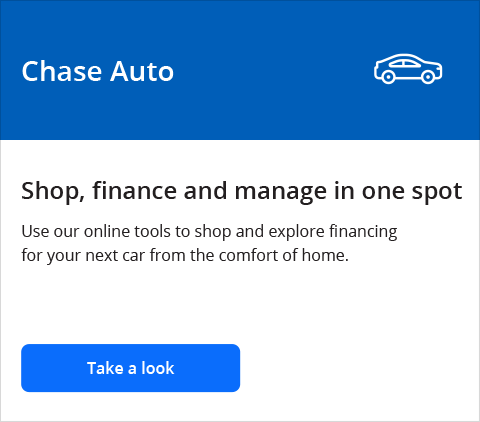 Chase Auto
Shop, finance and manage in one spot
Use our online tools to shop and explore financing
for your next car from the comfort of home.
Take a look